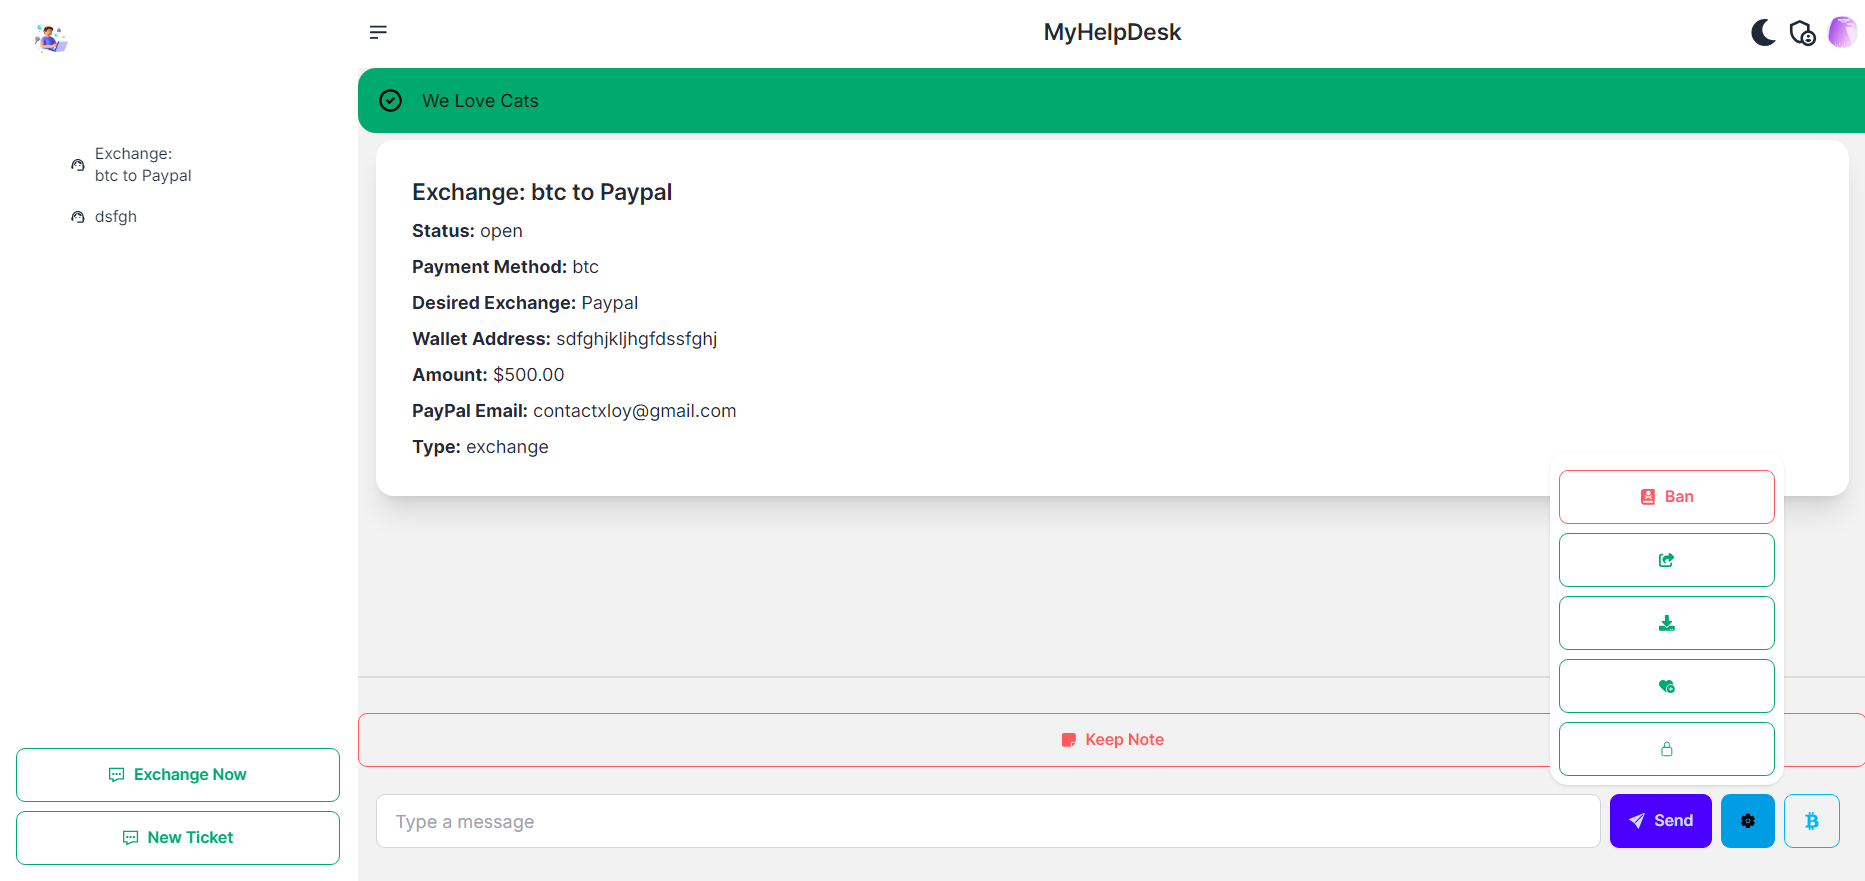 MyHelpDesk
We Love Cats
Exchange:
btc to Paypal
dsfgh
Exchange: btc to Paypal
Status: open
Payment Method: btc
Desired Exchange: Paypal
Wallet Address: sdfghjkljhgfdssfghj
Amount: $500.00
PayPal Email: contactxloy@gmail.com
Type: exchange
Ban
Keep Note
Exchange Now
New Ticket
Type a message
Send